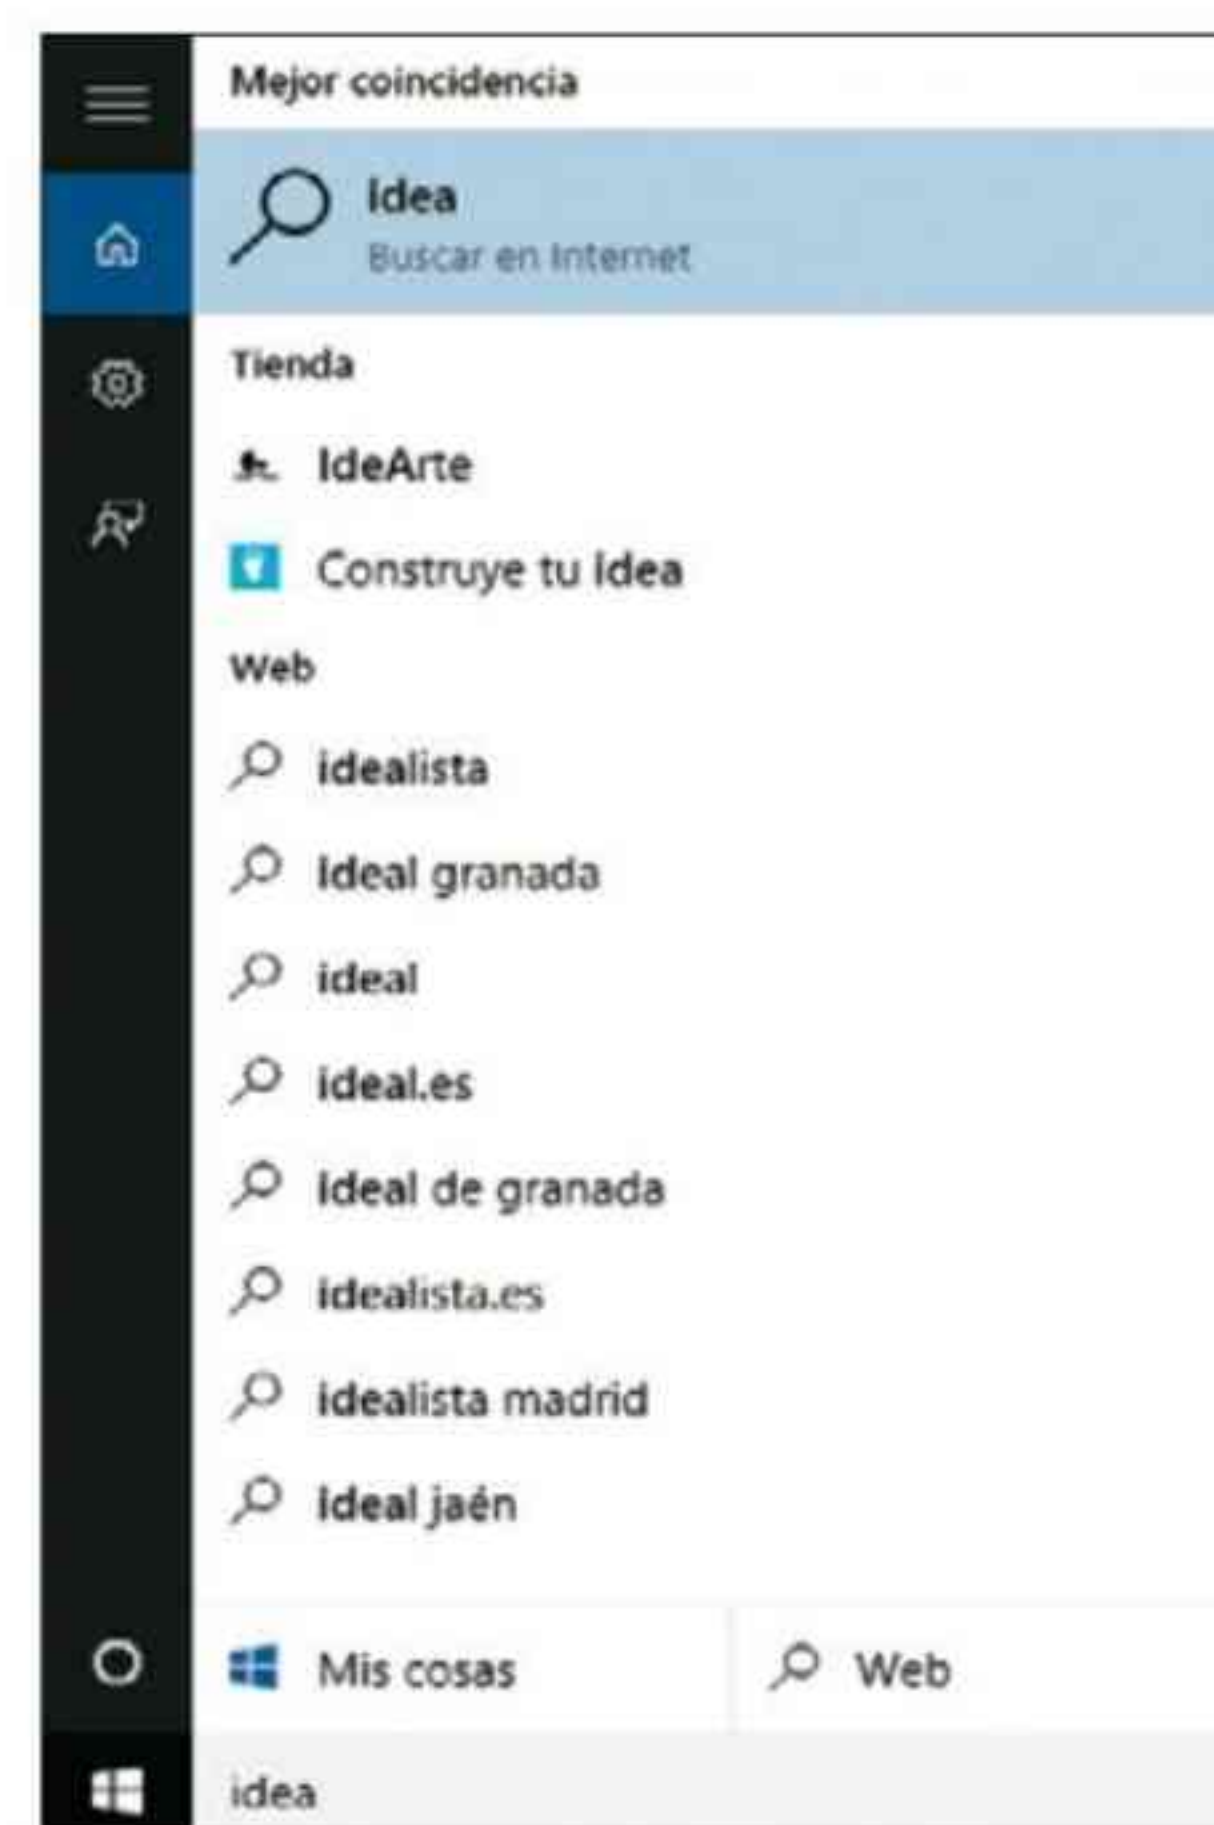 Mejor coincidencia
idea
Buscar en Internet
Tienda
IdeArte
Construye tu idea
Web
idealista
ideal granada
ideal
ideal.es
ideal de granada
idealista.es
idealista madrid
ideal jaén
Mis cosas
Web
idea